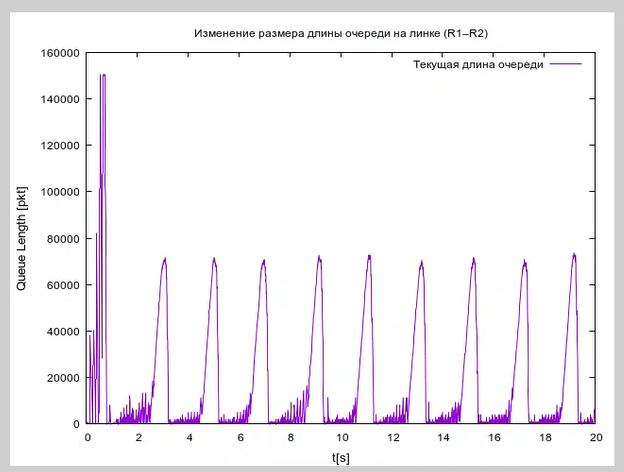 Изменение размера длины очереди на линке (R1–R2)
Текущая длина очереди
160000
140000
120000
100000
80000
60000
40000
20000
0
Queue Length [pkt]
0 2 4 6 8 10 12 14 16 18 20
t[s]